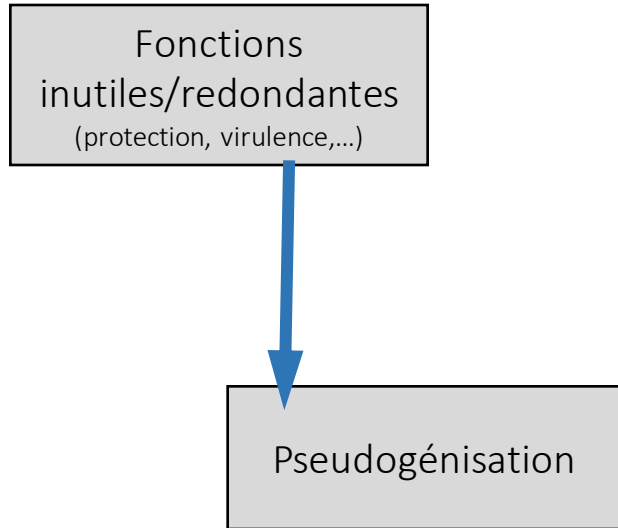 Fonctions
inutiles/redondantes
(protection, virulence,…)
Pseudogénisation